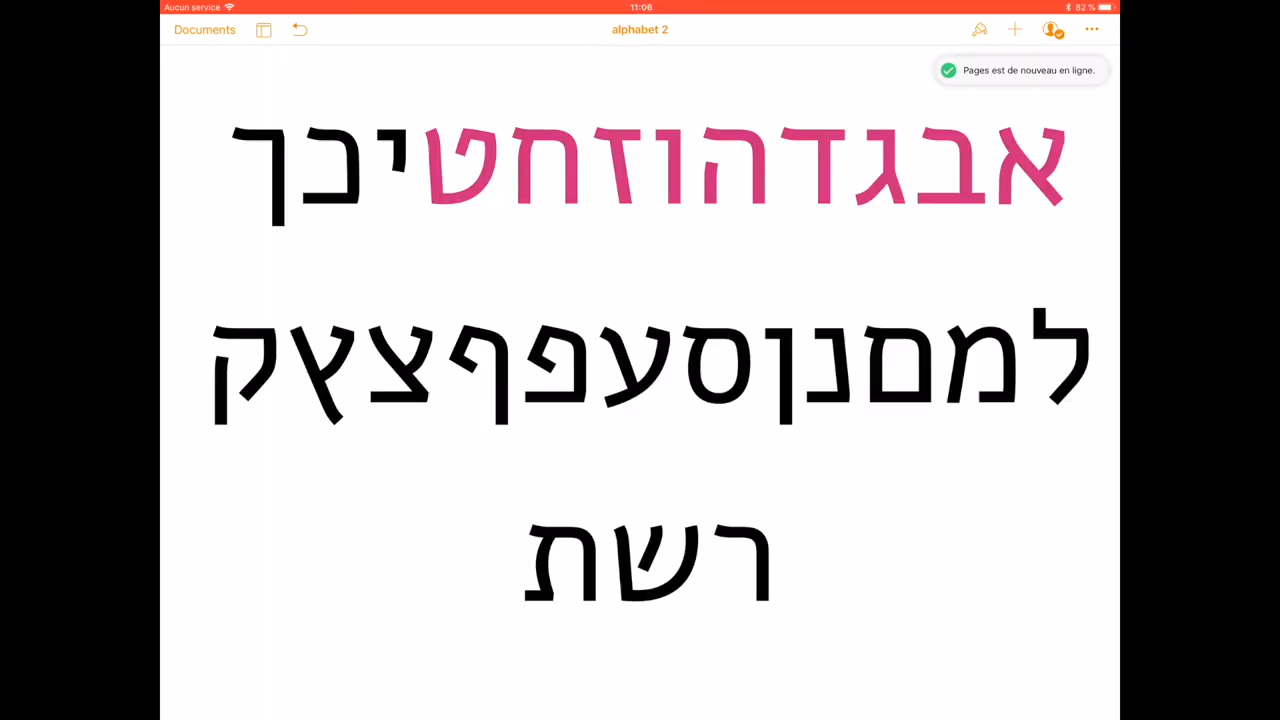 Aucun service 11:06 82 %
Documents alphabet 2
Pages est de nouveau en ligne.
אבגדהוזחטיכך
למםנןסעפףצץק
רשת